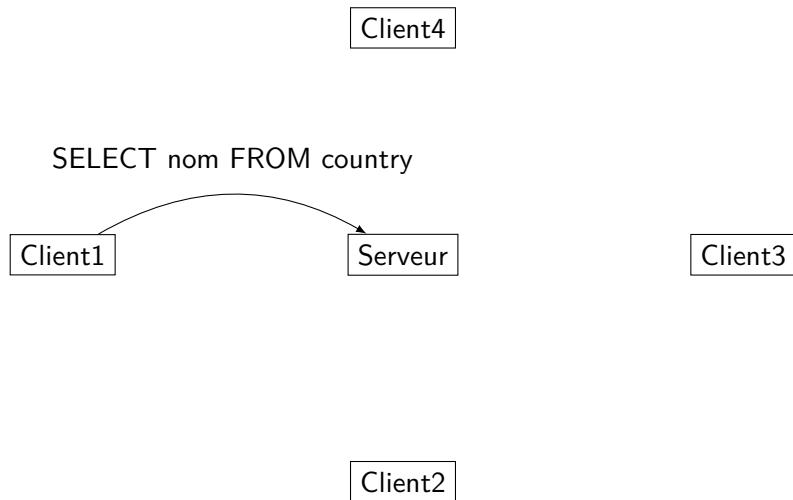 Client4
SELECT nom FROM country
Client1
Serveur
Client3
Client2